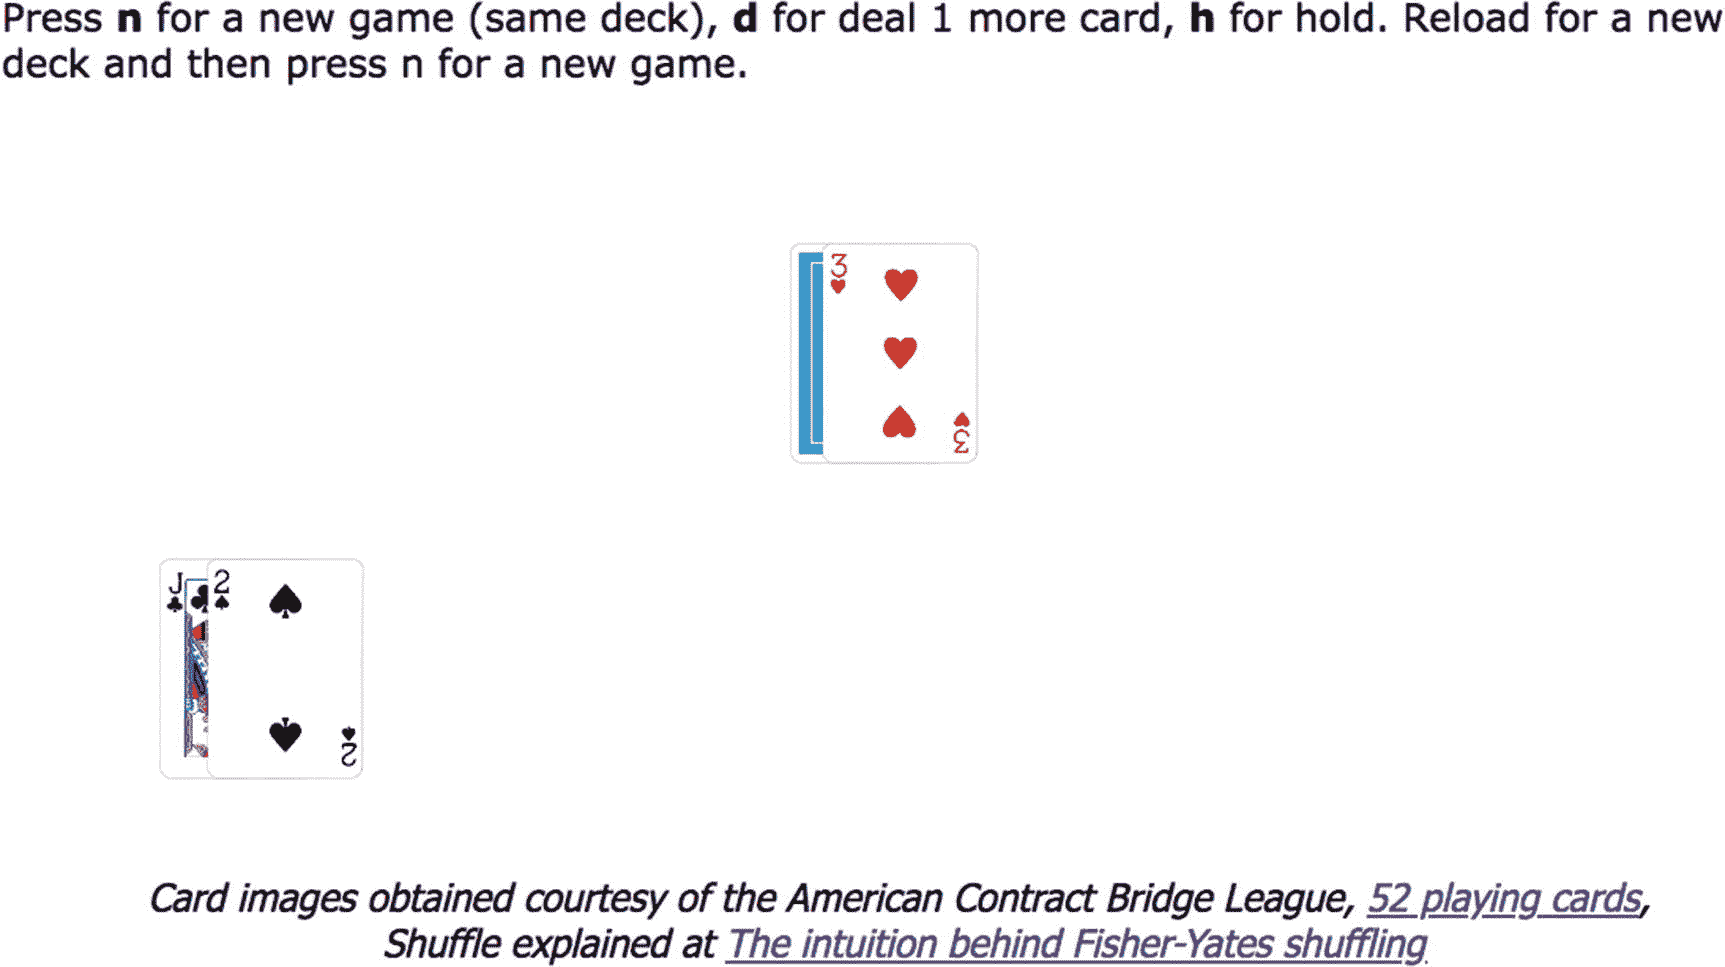 Press n for a new game (same deck), d for deal 1 more card, h for hold. Reload for a new
deck and then press n for a new game.
3
3
J 2
2
Card images obtained courtesy of the American Contract Bridge League, 52 playing cards,
Shuffle explained at The intuition behind Fisher-Yates shuffling.